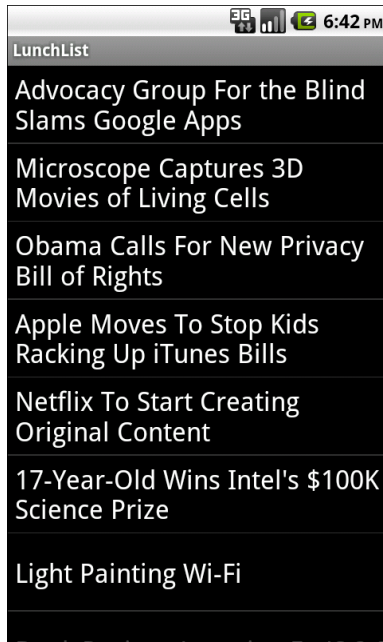 3G 6:42 PM
LunchList
Advocacy Group For the Blind
Slams Google Apps
Microscope Captures 3D
Movies of Living Cells
Obama Calls For New Privacy
Bill of Rights
Apple Moves To Stop Kids
Racking Up iTunes Bills
Netflix To Start Creating
Original Content
17-Year-Old Wins Intel's $100K
Science Prize
Light Painting Wi-Fi